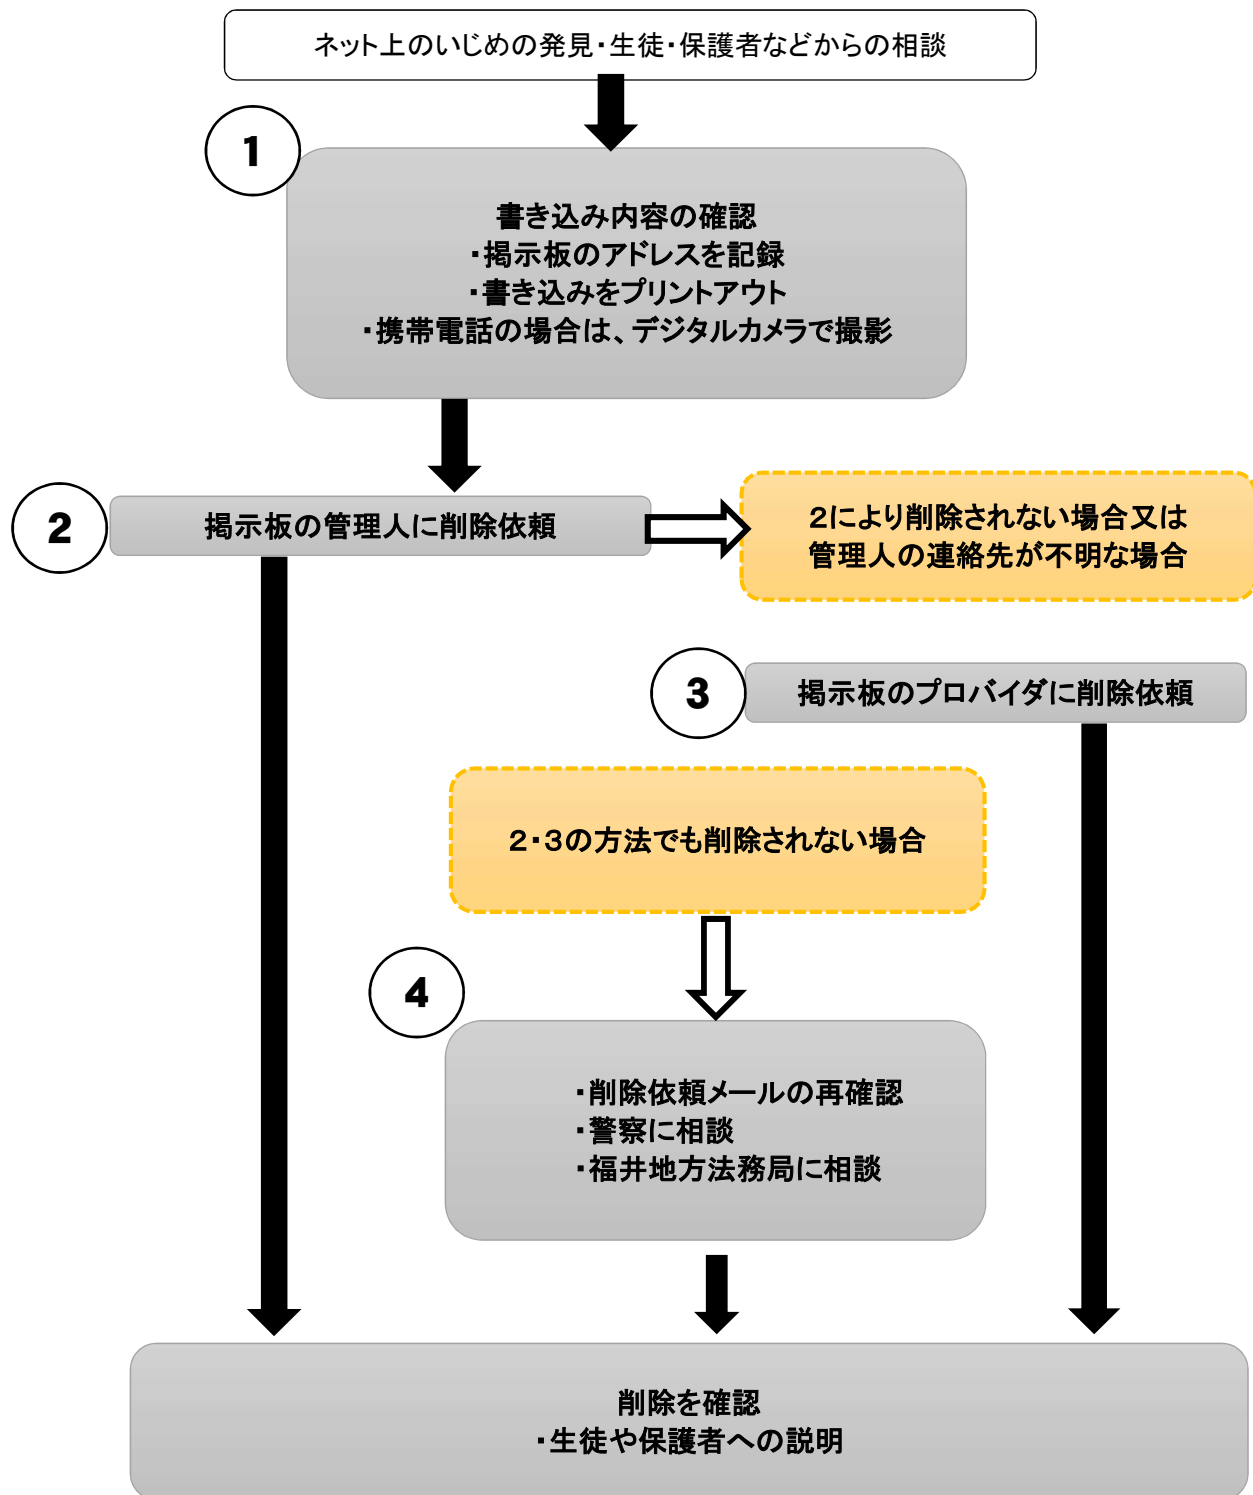 ネット上のいじめの発見・生徒・保護者などからの相談
1
書き込み内容の確認
・掲示板のアドレスを記録
・書き込みをプリントアウト
・携帯電話の場合は、デジタルカメラで撮影
2
掲示板の管理人に削除依頼
2により削除されない場合又は
管理人の連絡先が不明な場合
3
掲示板のプロバイダに削除依頼
2・3の方法でも削除されない場合
4
・削除依頼メールの再確認
・警察に相談
・福井地方法務局に相談
削除を確認
・生徒や保護者への説明